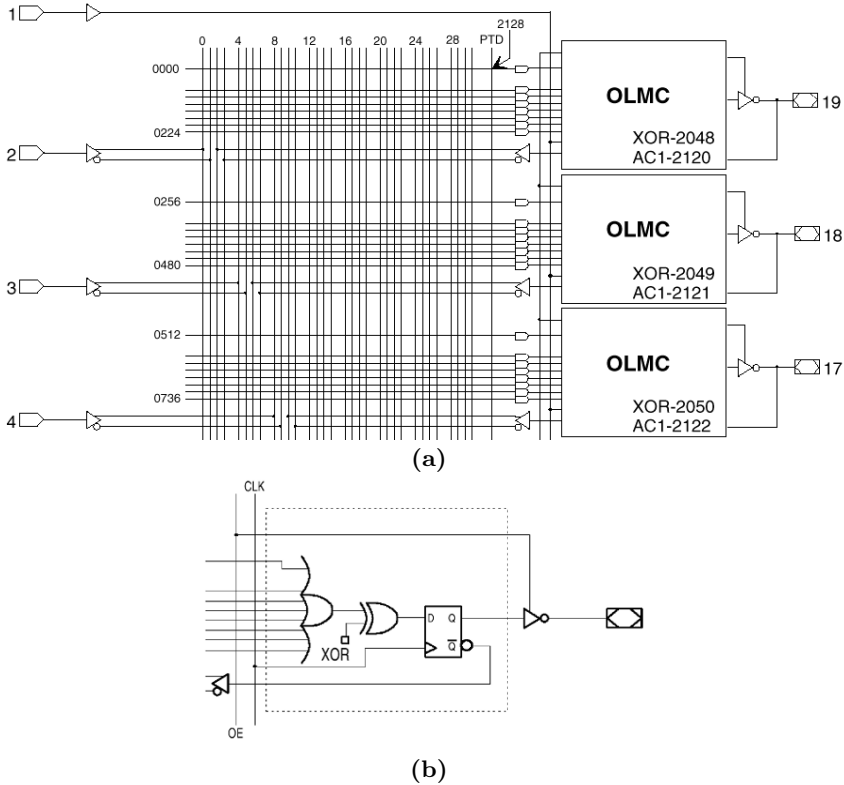 1
2128
0 4 8 12 16 20 24 28 PTD
0000
OLMC
19
0224
XOR-2048
2
AC1-2120
0256
OLMC
18
0480
XOR-2049
3
AC1-2121
0512
OLMC
17
0736
XOR-2050
4
AC1-2122
(a)
CLK
D Q
XOR
Q̅
OE
(b)